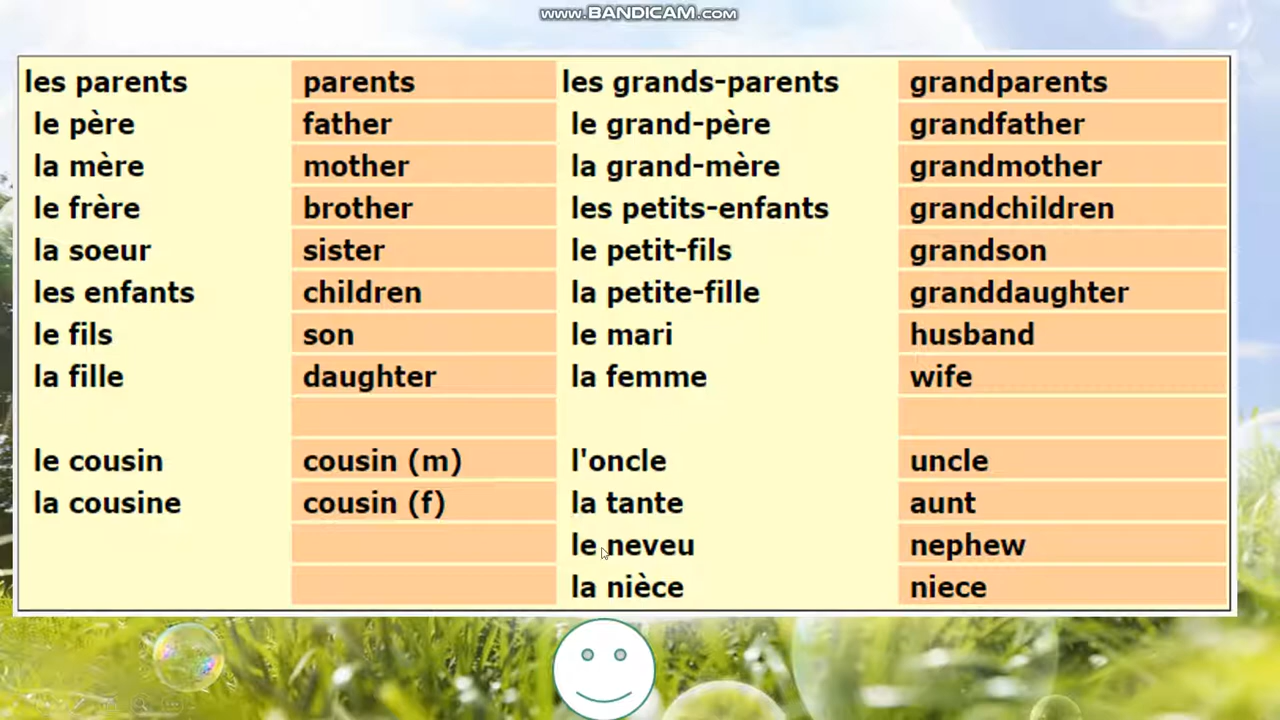 www.BANDICAM.com
les parents parents les grands-parents grandparents
le père father le grand-père grandfather
la mère mother la grand-mère grandmother
le frère brother les petits-enfants grandchildren
la soeur sister le petit-fils grandson
les enfants children la petite-fille granddaughter
le fils son le mari husband
la fille daughter la femme wife
le cousin cousin (m) l'oncle uncle
la cousine cousin (f) la tante aunt
le neveu nephew
la nièce niece